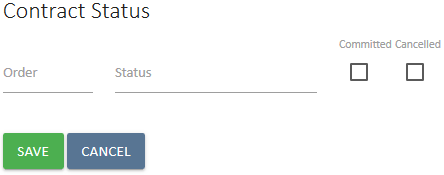 Contract Status
Committed Cancelled
Order Status
SAVE CANCEL